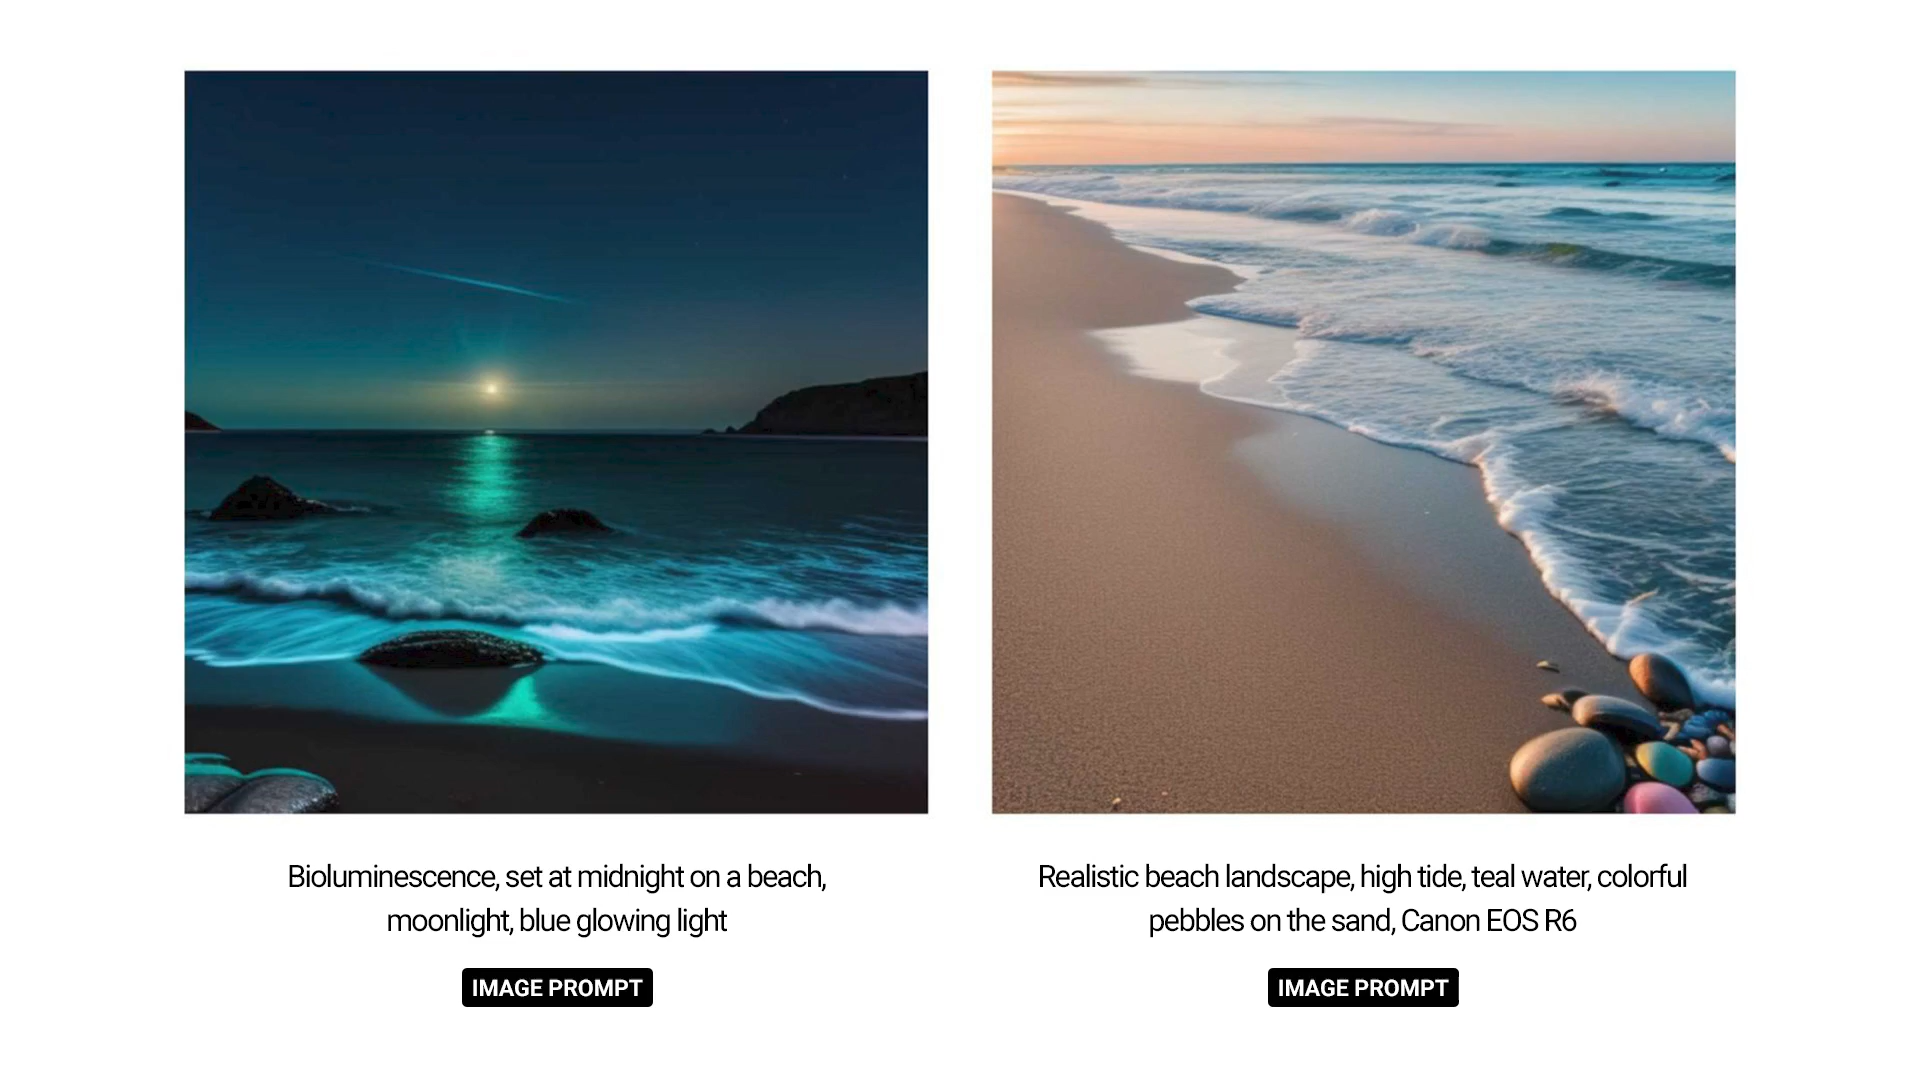 Bioluminescence, set at midnight on a beach,
moonlight, blue glowing light
IMAGE PROMPT
Realistic beach landscape, high tide, teal water, colorful
pebbles on the sand, Canon EOS R6
IMAGE PROMPT